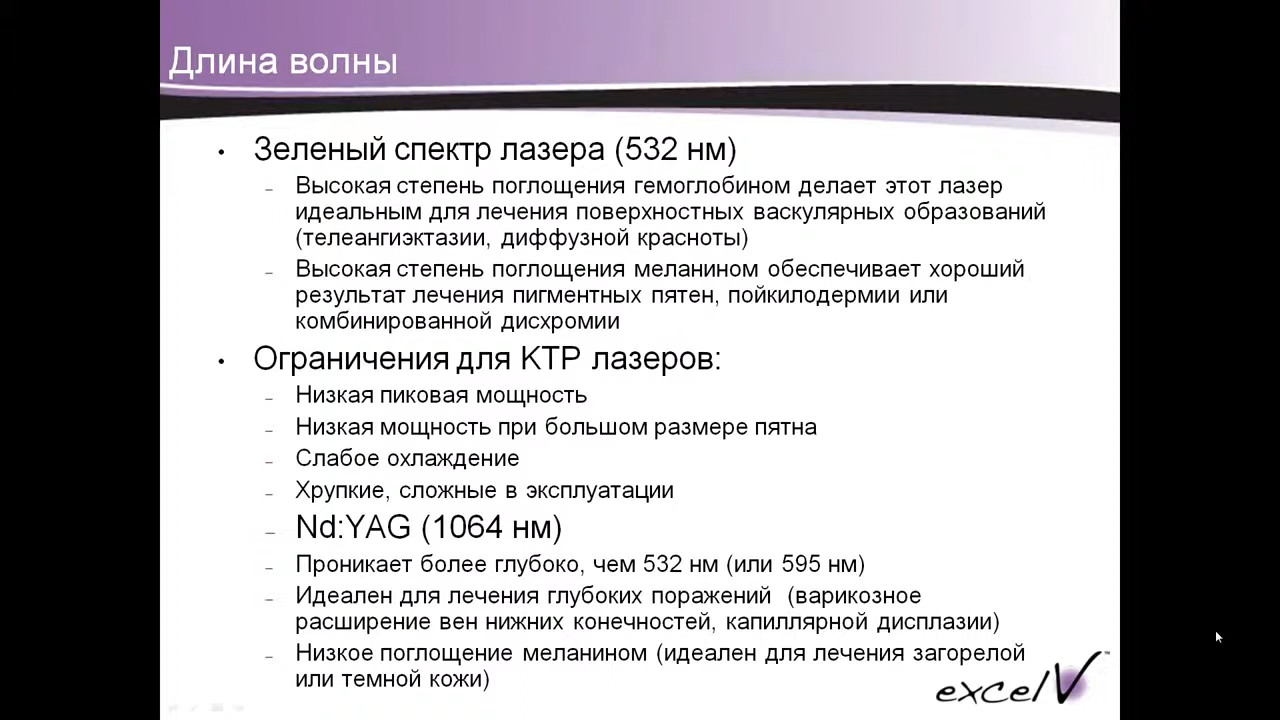 Длина волны
• Зеленый спектр лазера (532 нм)
– Высокая степень поглощения гемоглобином делает этот лазер
идеальным для лечения поверхностных васкулярных образований
(телеангиэктазии, диффузной красноты)
– Высокая степень поглощения меланином обеспечивает хороший
результат лечения пигментных пятен, пойкилодермии или
комбинированной дисхромии
• Ограничения для KTP лазеров:
– Низкая пиковая мощность
– Низкая мощность при большом размере пятна
– Слабое охлаждение
– Хрупкие, сложные в эксплуатации
– Nd:YAG (1064 нм)
– Проникает более глубоко, чем 532 нм (или 595 нм)
– Идеален для лечения глубоких поражений (варикозное
расширение вен нижних конечностей, капиллярной дисплазии)
– Низкое поглощение меланином (идеален для лечения загорелой
или темной кожи)
excelV™